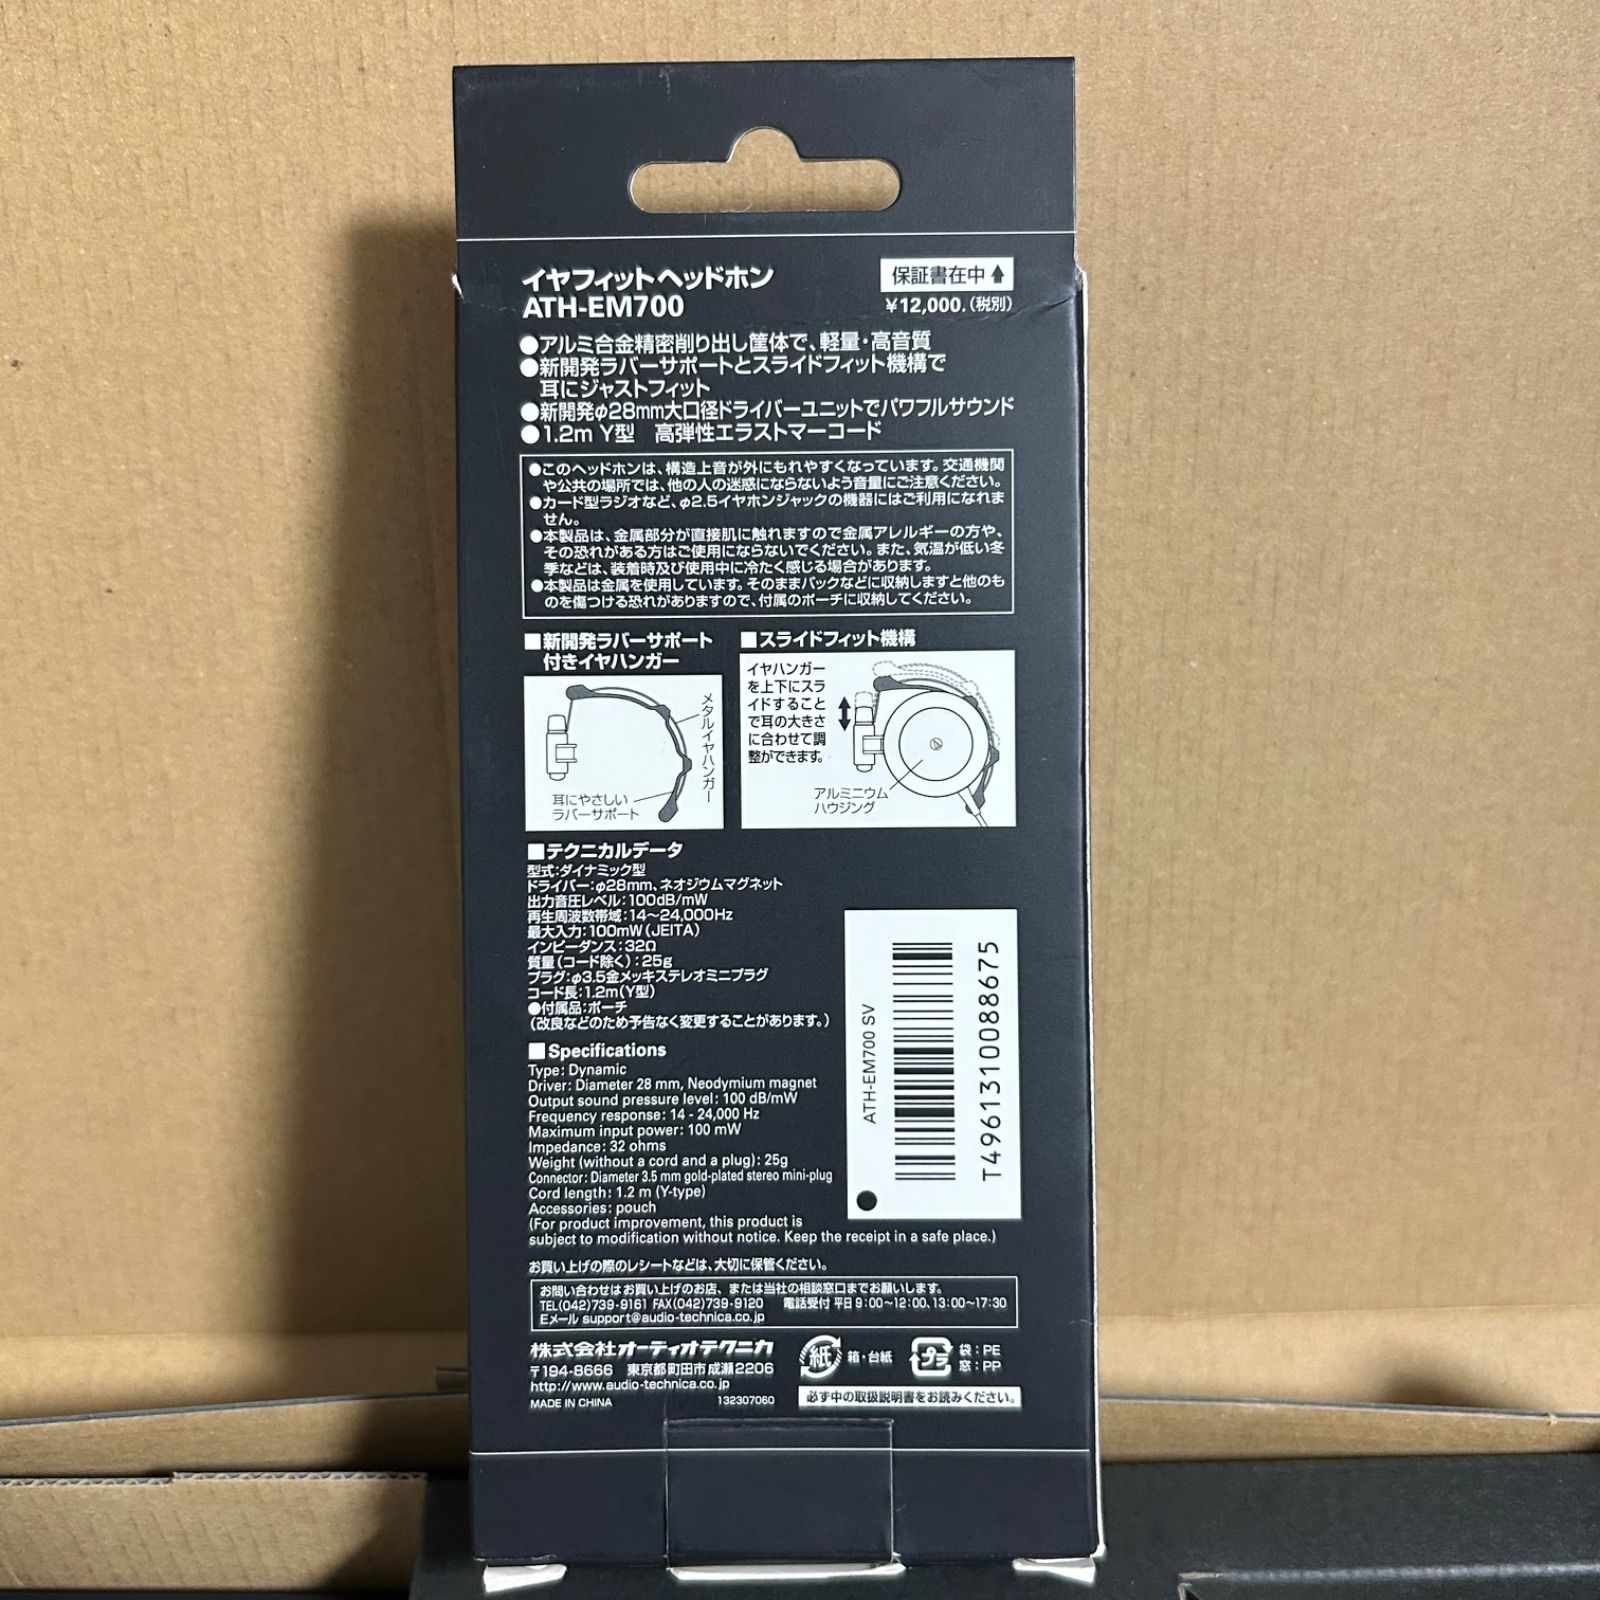 イヤフィットヘッドホン
ATH-EM700
保証書在中↑
¥12,000.(税別)
●アルミ合金精密削り出し筐体で、軽量・高音質
●新開発ラバーサポートとスライドフィット機構で
耳にジャストフィット
●新開発φ28mm大口径ドライバーユニットでパワフルサウンド
●1.2m Y型 高弾性エラストマーコード
●このヘッドホンは、構造上音が外にもれやすくなっています。交通機関
や公共の場所では、他の人の迷惑にならないよう音量にご注意ください。
●カード型ラジオなど、φ2.5イヤホンジャックの機器にはご利用になれま
せん。
●本製品は、金属部分が直接肌に触れますので金属アレルギーの方や、
その恐れがある方はご使用にならないでください。また、気温が低い冬
季などは、装着時及び使用中に冷たく感じる場合があります。
●本製品は金属を使用しています。そのままバックなどに収納しますと他のも
のを傷つける恐れがありますので、付属のポーチに収納してください。
■新開発ラバーサポート
付きイヤハンガー
メタルイヤハンガー
耳にやさしい
ラバーサポート
■スライドフィット機構
イヤハンガー
を上下にスラ
イドすること
で耳の大きさ
に合わせて調
整ができます。
アルミニウム
ハウジング
■テクニカルデータ
型式:ダイナミック型
ドライバー:φ28mm、ネオジウムマグネット
出力音圧レベル:100dB/mW
再生周波数帯域:14〜24,000Hz
最大入力:100mW(JEITA)
インピーダンス:32Ω
質量(コード除く):25g
プラグ:φ3.5金メッキステレオミニプラグ
コード長:1.2m(Y型)
●付属品:ポーチ
(改良などのため予告なく変更することがあります。)
■Specifications
Type: Dynamic
Driver: Diameter 28 mm, Neodymium magnet
Output sound pressure level: 100 dB/mW
Frequency response: 14 - 24,000 Hz
Maximum input power: 100 mW
Impedance: 32 ohms
Weight (without a cord and a plug): 25g
Connector: Diameter 3.5 mm gold-plated stereo mini-plug
Cord length: 1.2 m (Y-type)
Accessories: pouch
(For product improvement, this product is
subject to modification without notice. Keep the receipt in a safe place.)
ATH-EM700 SV
T4961310088675
お買い上げの際のレシートなどは、大切に保管ください。
お問い合わせはお買い上げのお店、または当社の相談窓口までお願いします。
TEL(042)739-9161 FAX(042)739-9120 電話受付 平日 9:00〜12:00、13:00〜17:30
Eメール support@audio-technica.co.jp
株式会社オーディオテクニカ
〒194-8666 東京都町田市成瀬2206
http://www.audio-technica.co.jp
MADE IN CHINA
132307060
紙
箱・台紙
プラ
袋:PE
窓:PP
必ず中の取扱説明書をお読みください。